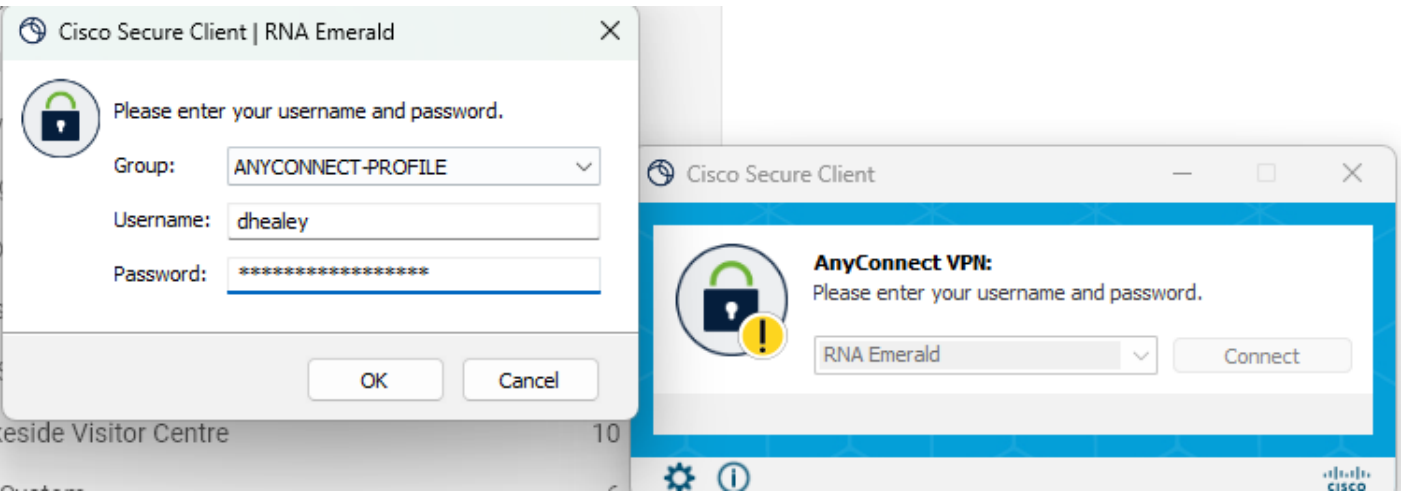 Cisco Secure Client | RNA Emerald
Please enter your username and password.
Group: ANYCONNECT-PROFILE
Username: dhealey
Password: *****************
OK Cancel
Cisco Secure Client
AnyConnect VPN:
Please enter your username and password.
RNA Emerald Connect
Visitor Centre 10
CISCO